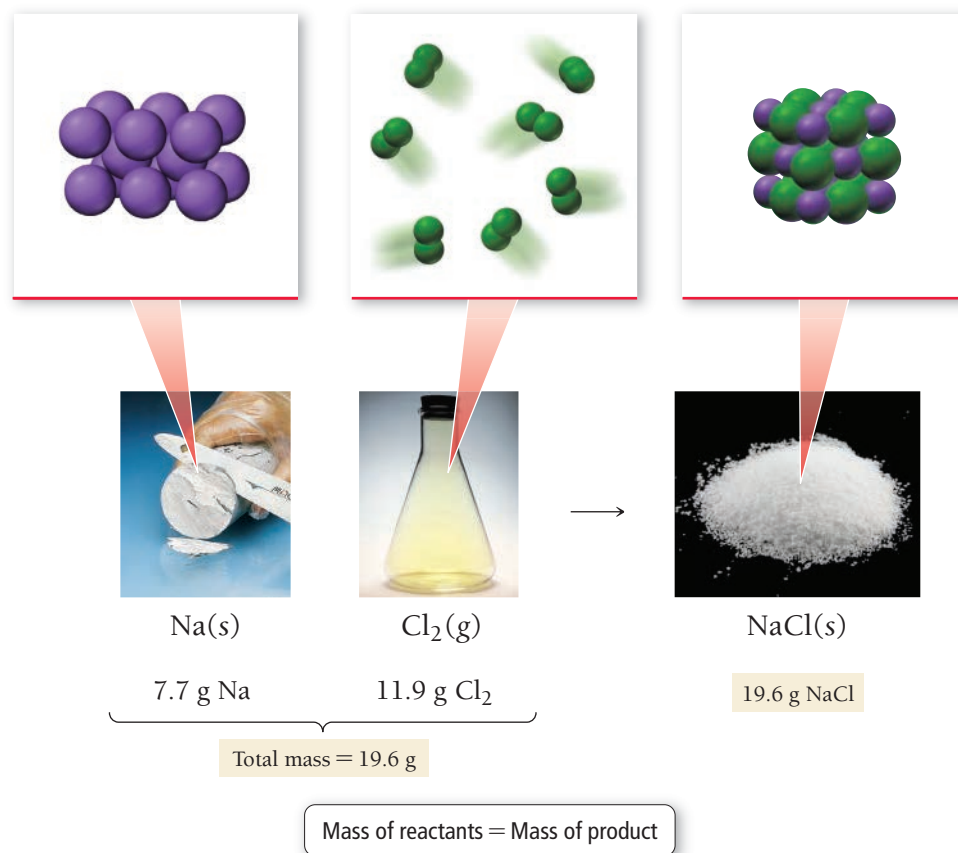 Na(s)
Cl₂(g)
NaCl(s)
7.7 g Na
11.9 g Cl₂
19.6 g NaCl
Total mass = 19.6 g
Mass of reactants = Mass of product